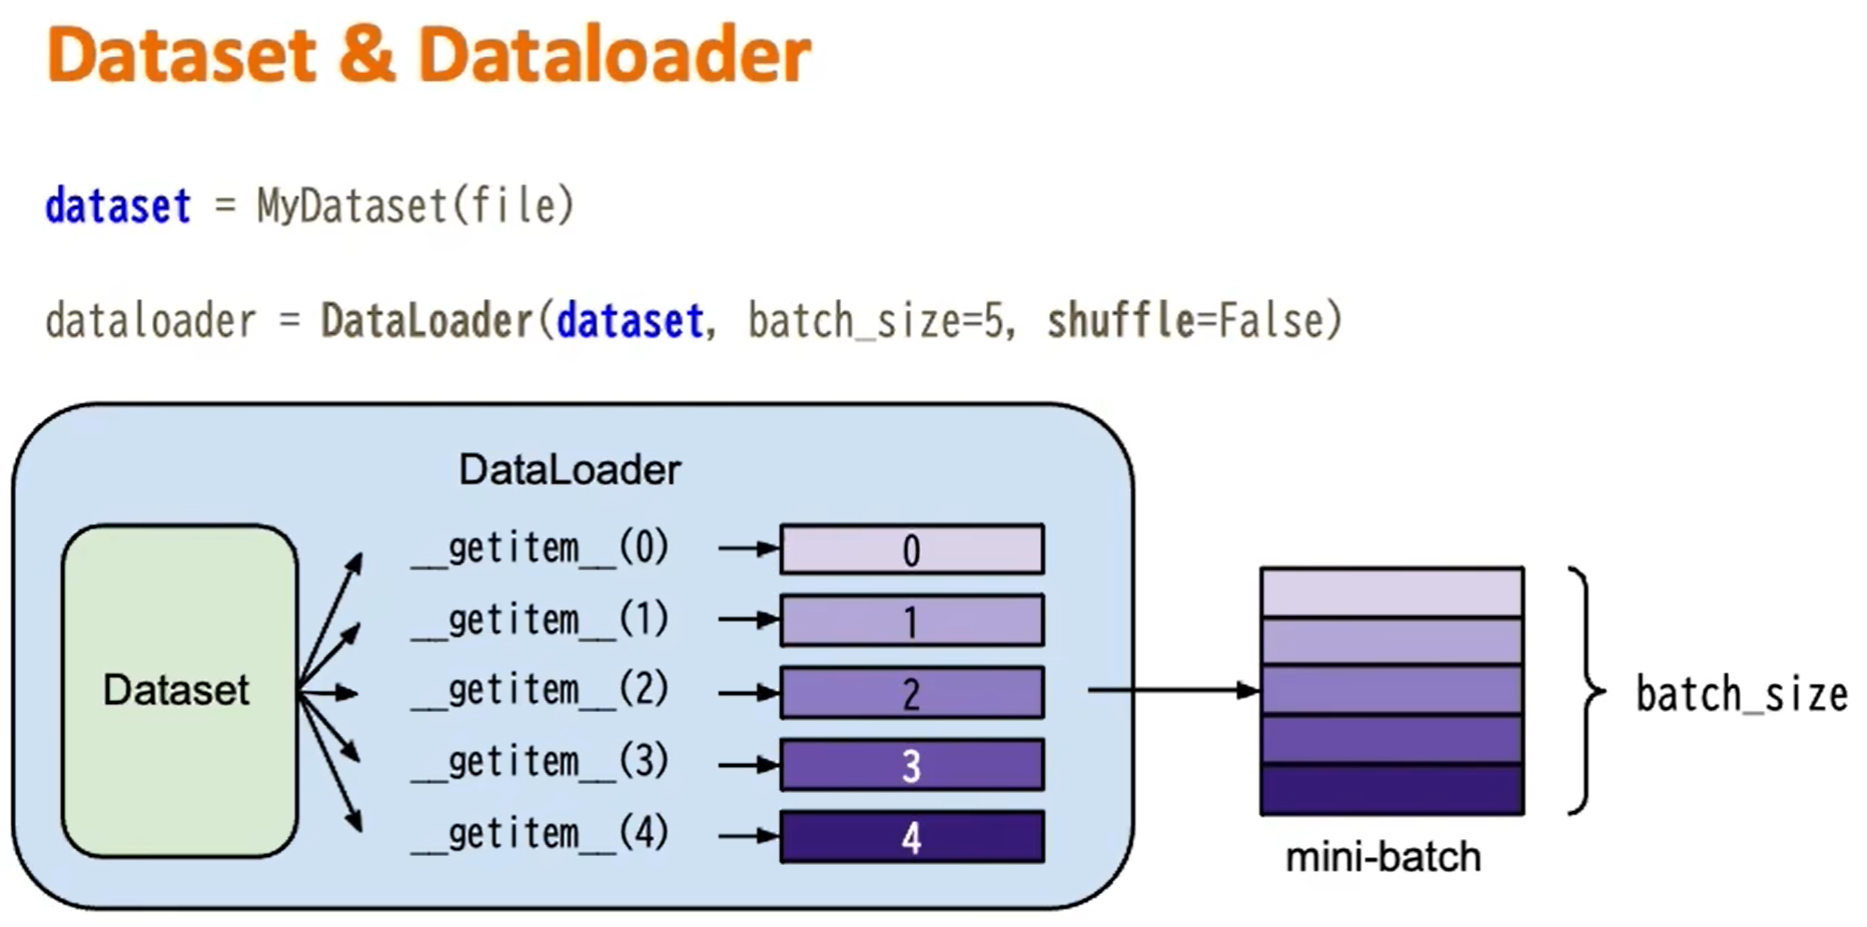 Dataset & Dataloader
dataset = MyDataset(file)
dataloader = DataLoader(dataset, batch_size=5, shuffle=False)
DataLoader
Dataset
__getitem__(0)
0
__getitem__(1)
1
__getitem__(2)
2
__getitem__(3)
3
__getitem__(4)
4
mini-batch
batch_size